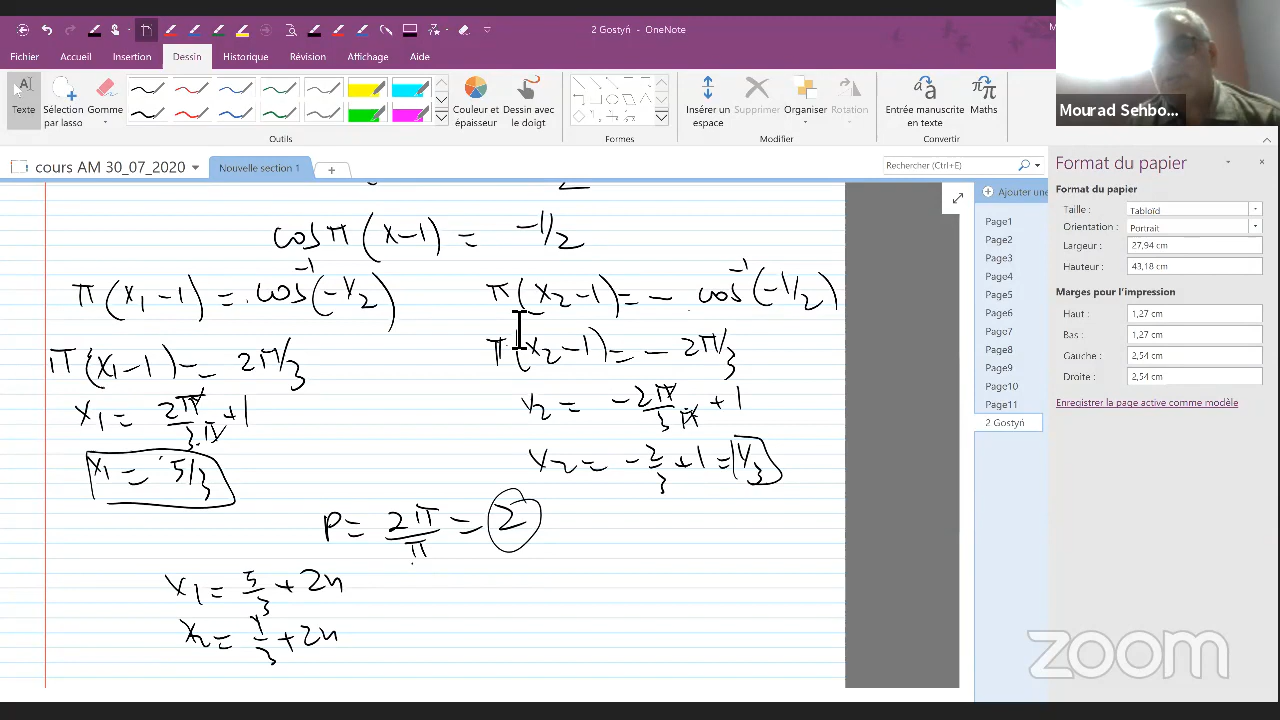 2 Gostyń - OneNote
Fichier Accueil Insertion Dessin Historique Révision Affichage Aide
Texte
Sélection par lasso
Gomme
Couleur et épaisseur
Dessin avec le doigt
Insérer un espace
Supprimer
Organiser
Entrée manuscrite en texte
Maths
Outils
Formes
Modifier
Convertir
Mourad Sehbo...
cours AM 30_07_2020
Nouvelle section 1
+
Rechercher (Ctrl+E)
Ajouter une
Page1
Page2
Page3
Page4
Page5
Page6
Page7
Page8
Page9
Page10
Page11
2 Gostyń
Format du papier
Format du papier
Taille : Tabloïd
Orientation : Portrait
Largeur : 27,94 cm
Hauteur : 43,18 cm
Marges pour l'impression
Haut : 1,27 cm
Bas : 1,27 cm
Gauche : 2,54 cm
Droite : 2,54 cm
Enregistrer la page active comme modèle
cos π (x-1) = -1/2
π (x1 -1) = cos⁻¹(-1/2)
π (x2 -1) = - cos⁻¹(-1/2)
π (x1 -1) = 2π/3
π (x2 -1) = - 2π/3
x1 = 2π/3.π +1
x2 = -2π/3π +1
x1 = 5/3
x2 = -2/3 +1 = 1/3
P = 2π/π = 2
x1 = 5/3 + 2n
x2 = 1/3 + 2n
zoom